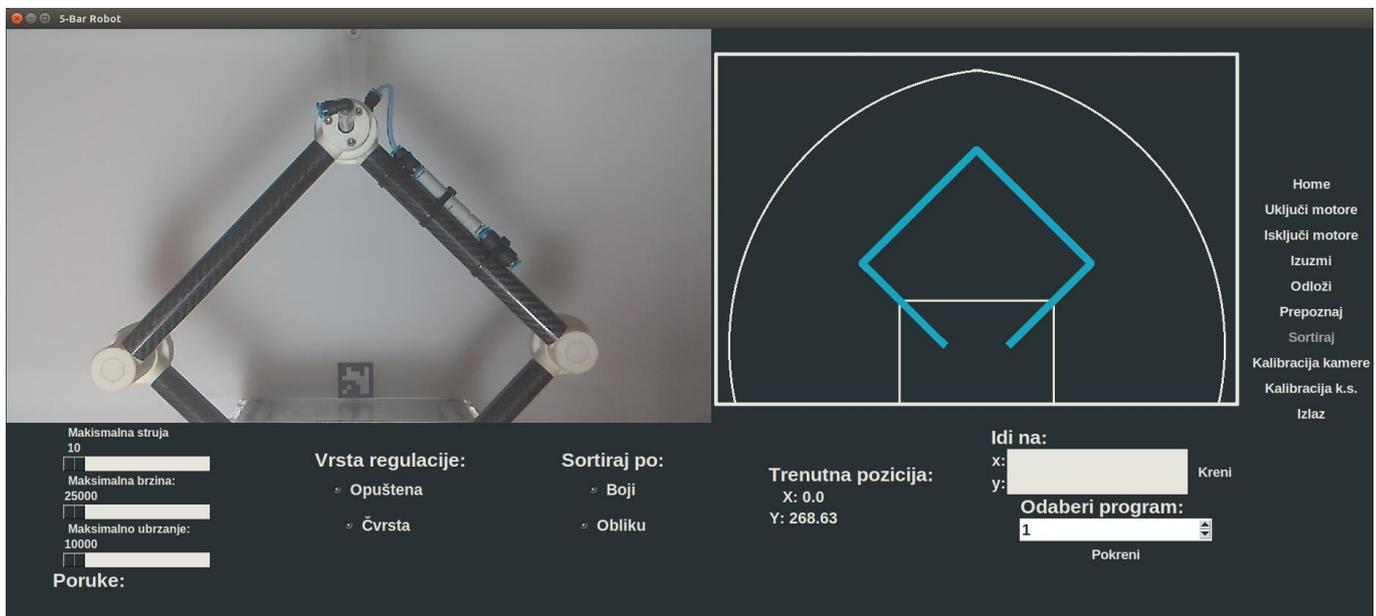 5-Bar Robot
Home
Uključi motore
Isključi motore
Izuzmi
Odloži
Prepoznaj
Sortiraj
Kalibracija kamere
Kalibracija k.s.
Izlaz
Makismalna struja
10
Maksimalna brzina:
25000
Maksimalno ubrzanje:
10000
Poruke:
Vrsta regulacije:
Opuštena
Čvrsta
Sortiraj po:
Boji
Obliku
Trenutna pozicija:
X: 0.0
Y: 268.63
Idi na:
x:
y:
Kreni
Odaberi program:
1
Pokreni